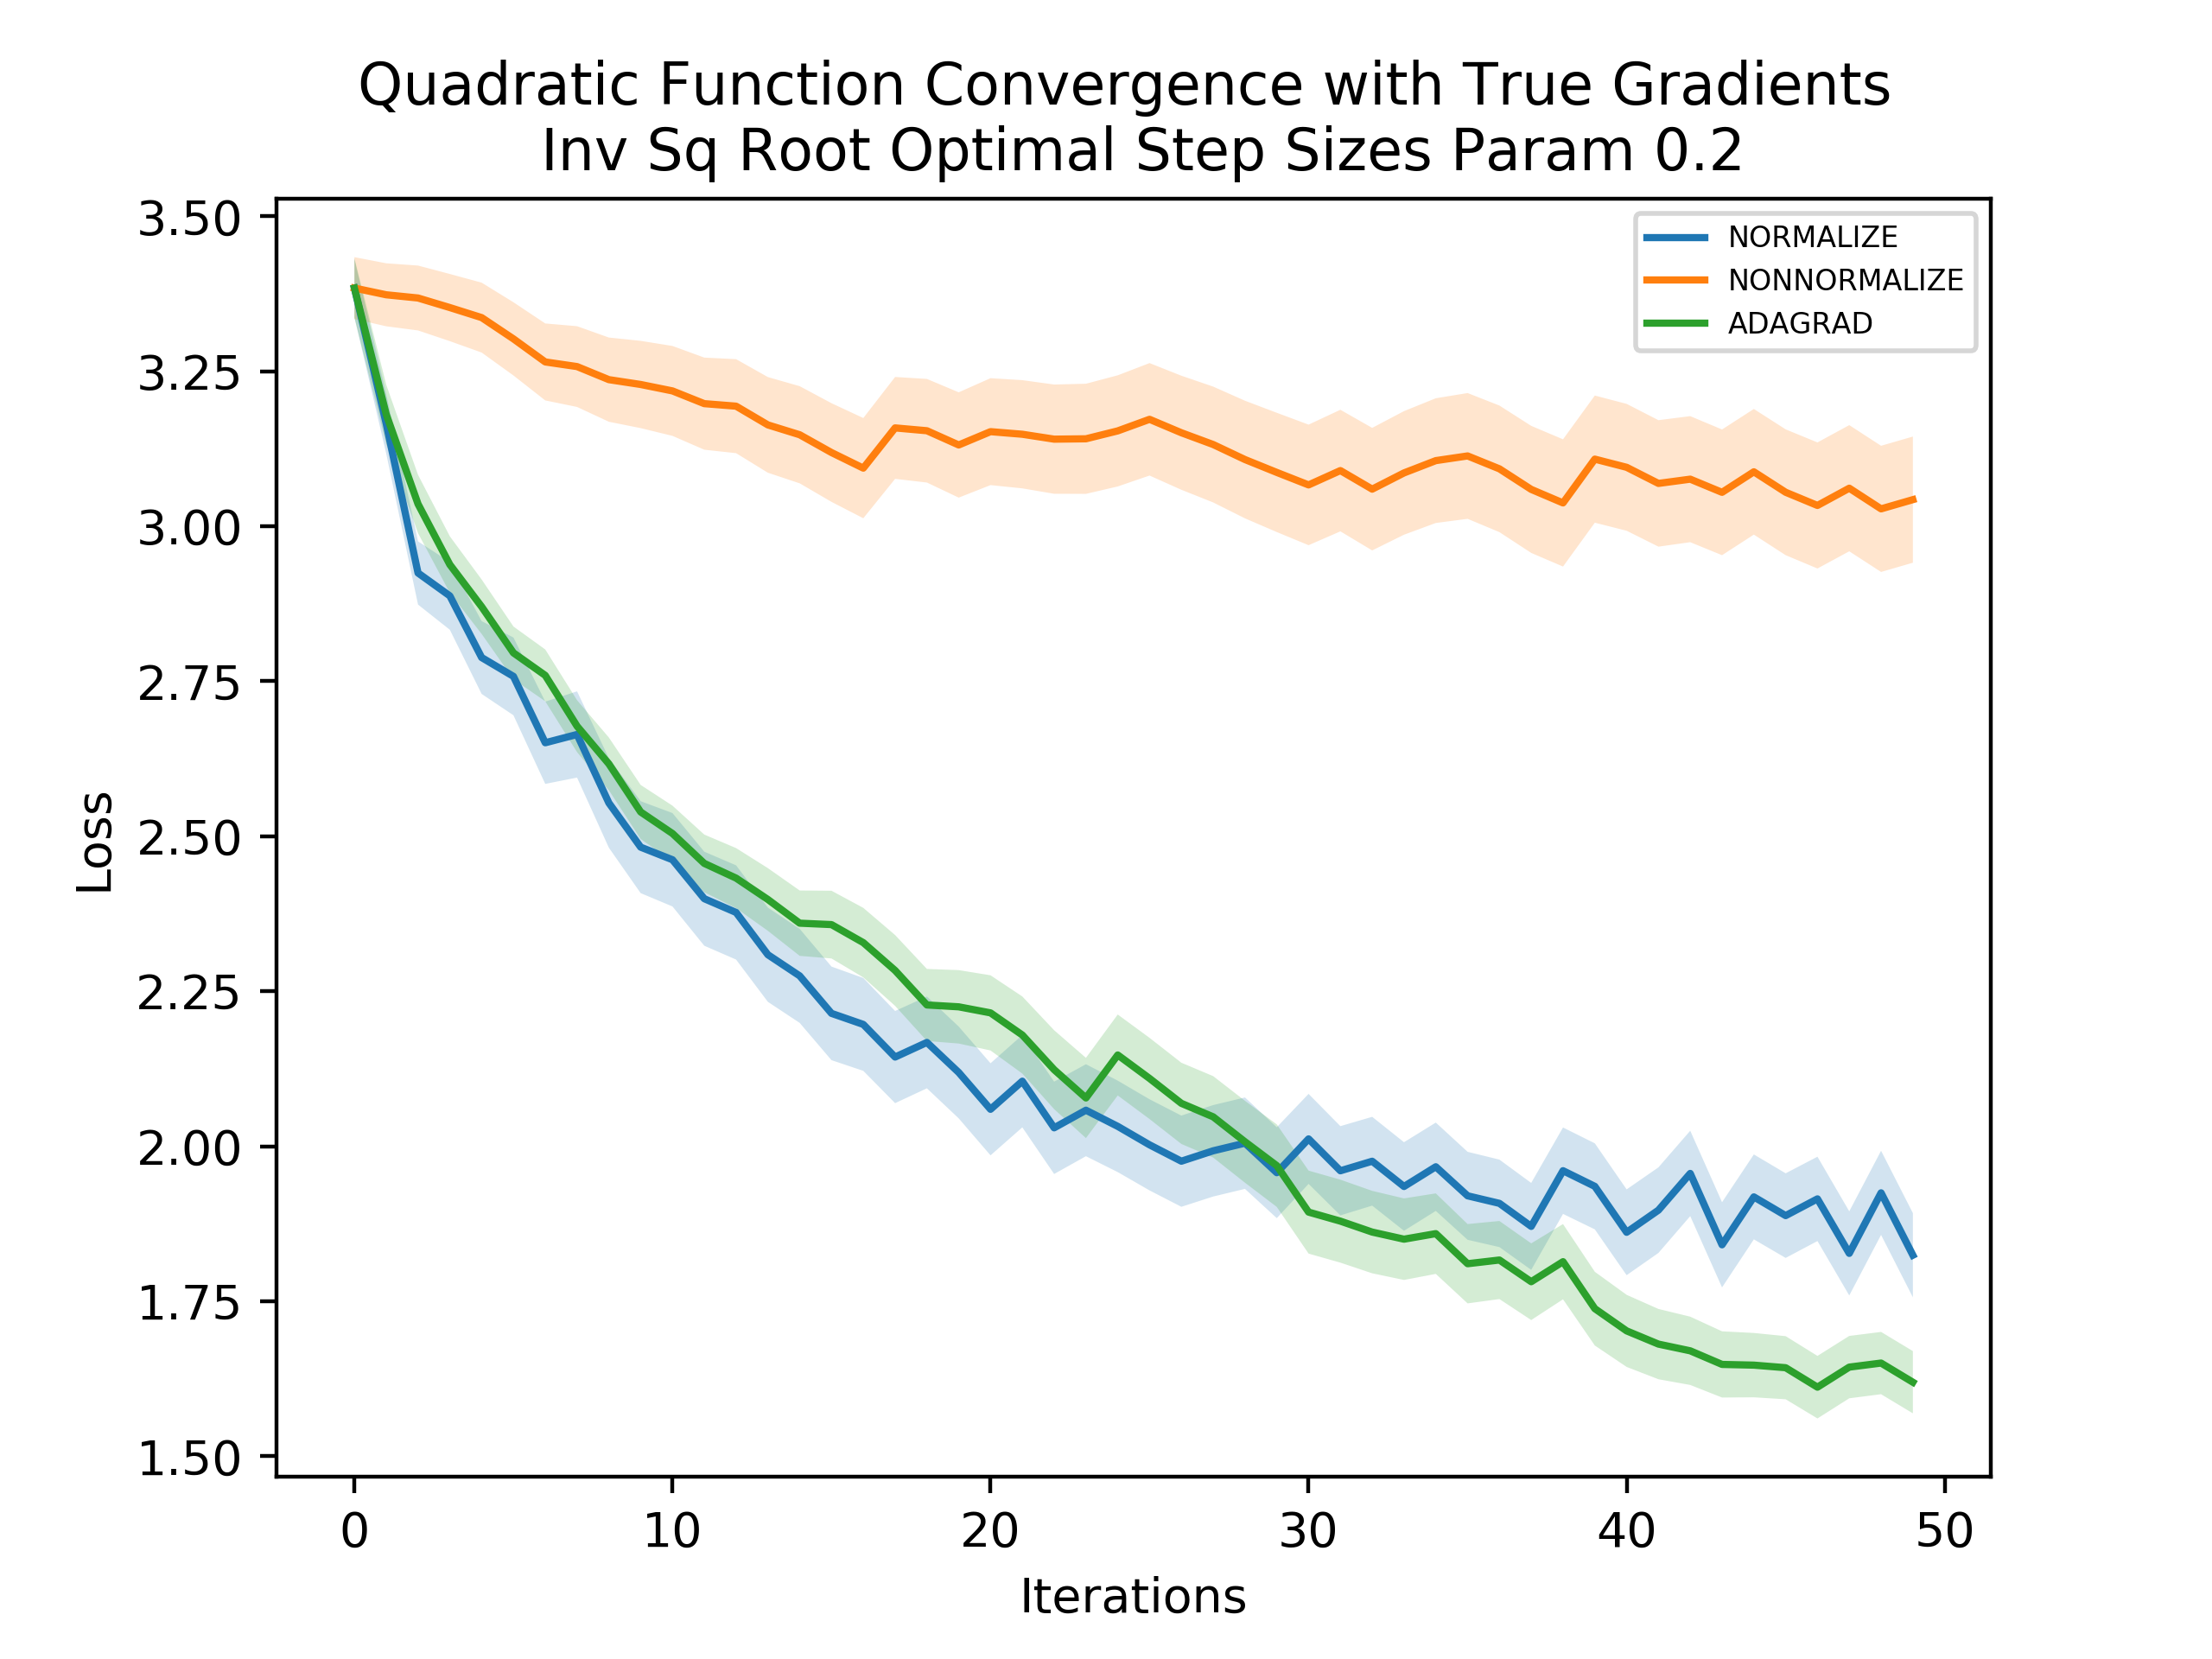 Quadratic Function Convergence with True Gradients
Inv Sq Root Optimal Step Sizes Param 0.2
NORMALIZE
NONNORMALIZE
ADAGRAD
3.50
3.25
3.00
2.75
2.50
2.25
2.00
1.75
1.50
Loss
0 10 20 30 40 50
Iterations